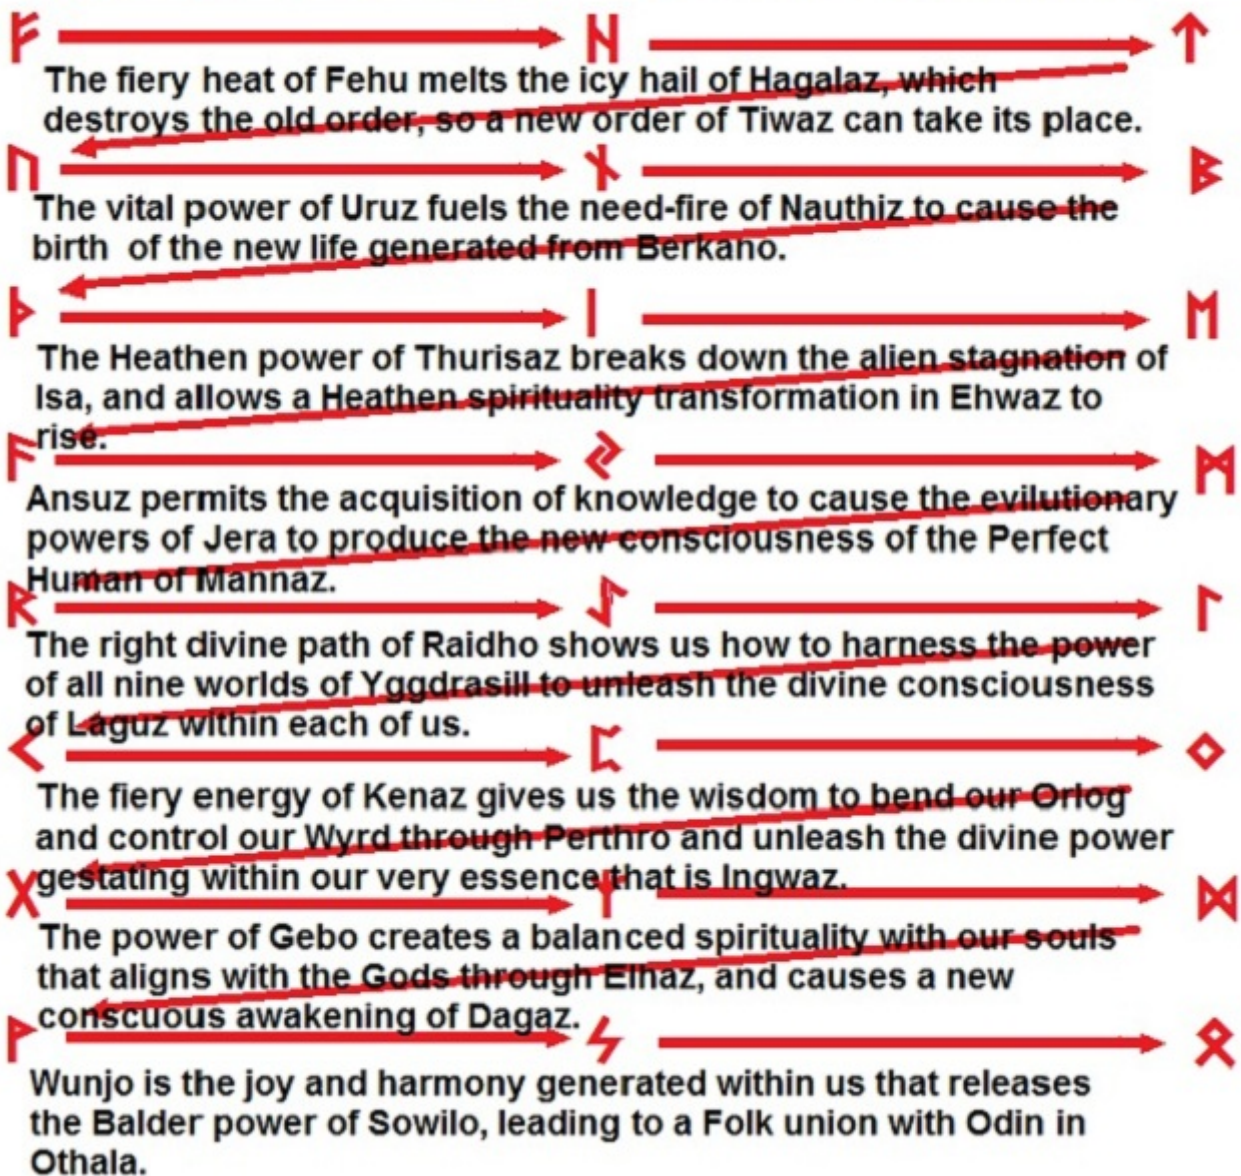 ᚠ ᚺ ᛏ
The fiery heat of Fehu melts the icy hail of Hagalaz, which
destroys the old order, so a new order of Tiwaz can take its place.
ᚢ ᚾ ᛒ
The vital power of Uruz fuels the need-fire of Nauthiz to cause the
birth of the new life generated from Berkano.
ᚦ ᛁ ᛖ
The Heathen power of Thurisaz breaks down the alien stagnation of
Isa, and allows a Heathen spirituality transformation in Ehwaz to
rise.
ᚨ ᛃ ᛗ
Ansuz permits the acquisition of knowledge to cause the evilutionary
powers of Jera to produce the new consciousness of the Perfect
Human of Mannaz.
ᚱ ᛇ ᛚ
The right divine path of Raidho shows us how to harness the power
of all nine worlds of Yggdrasill to unleash the divine consciousness
of Laguz within each of us.
ᚲ ᛈ ᛜ
The fiery energy of Kenaz gives us the wisdom to bend our Orlog
and control our Wyrd through Perthro and unleash the divine power
gestating within our very essence that is Ingwaz.
ᚷ ᛉ ᛞ
The power of Gebo creates a balanced spirituality with our souls
that aligns with the Gods through Elhaz, and causes a new
conscuous awakening of Dagaz.
ᚹ ᛋ ᛟ
Wunjo is the joy and harmony generated within us that releases
the Balder power of Sowilo, leading to a Folk union with Odin in
Othala.